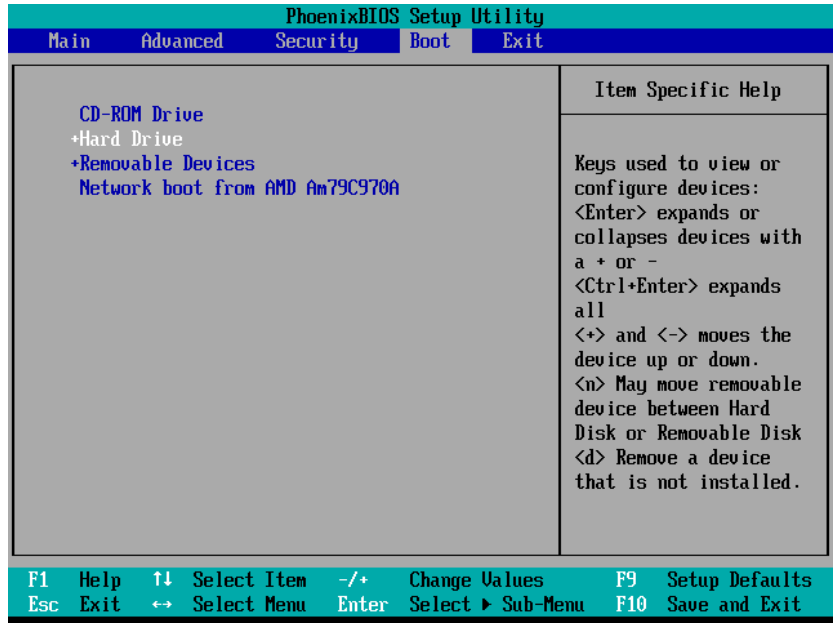 PhoenixBIOS Setup Utility
Main Advanced Security Boot Exit
CD-ROM Drive
+Hard Drive
+Removable Devices
Network boot from AMD Am79C970A
Item Specific Help
Keys used to view or
configure devices:
<Enter> expands or
collapses devices with
a + or -
<Ctrl+Enter> expands
all
<+> and <-> moves the
device up or down.
<n> May move removable
device between Hard
Disk or Removable Disk
<d> Remove a device
that is not installed.
F1 Help ↑↓ Select Item -/+ Change Values F9 Setup Defaults
Esc Exit ↔ Select Menu Enter Select ▶ Sub-Menu F10 Save and Exit